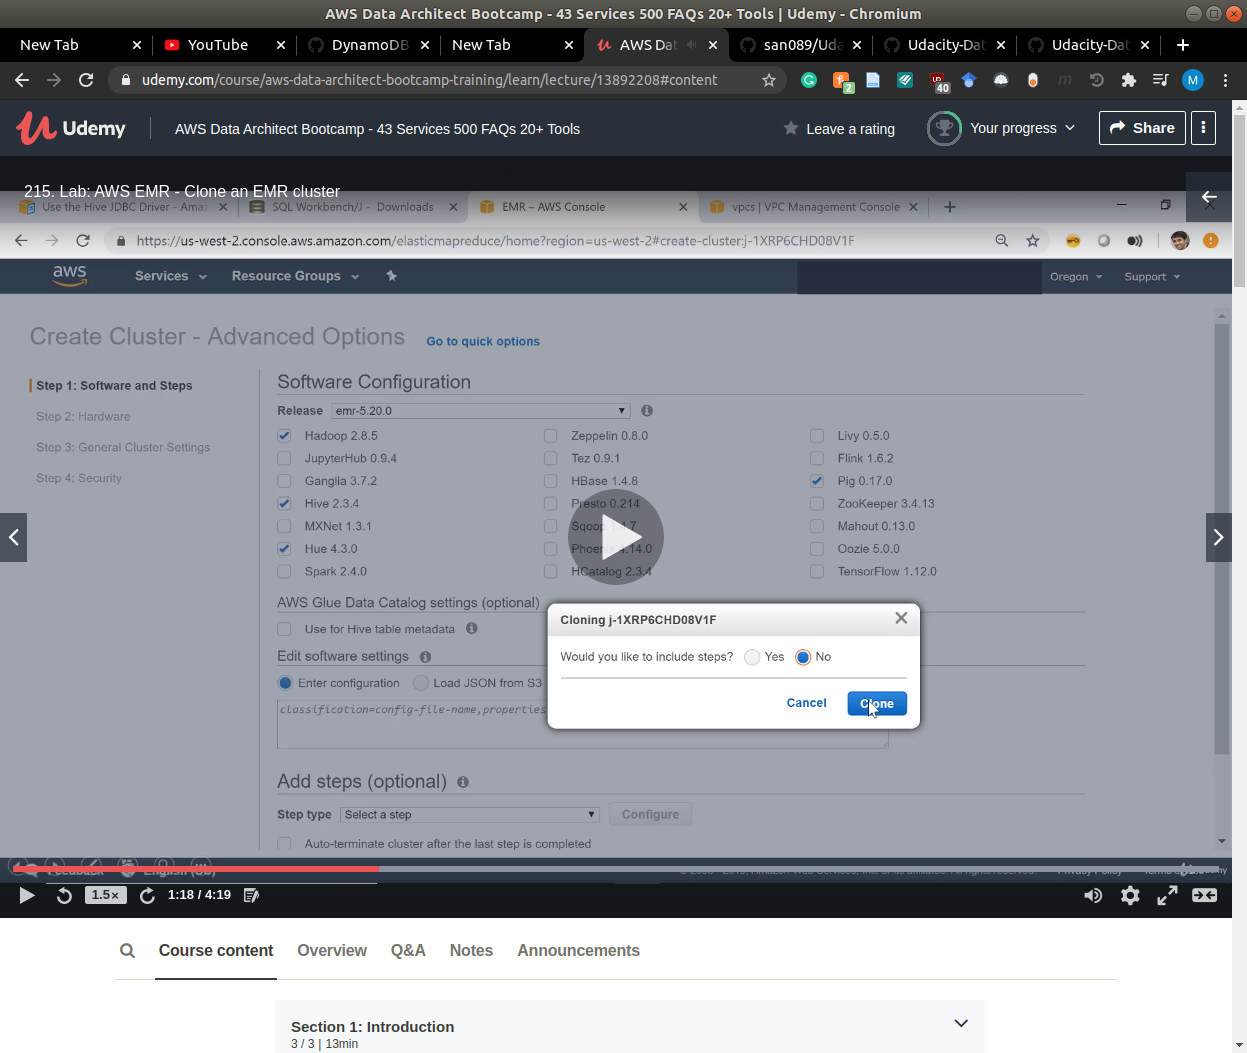 AWS Data Architect Bootcamp - 43 Services 500 FAQs 20+ Tools | Udemy - Chromium
New Tab
YouTube
DynamoDB
New Tab
AWS Dat
san089/Uda
Udacity-Dat
Udacity-Dat
udemy.com/course/aws-data-architect-bootcamp-training/learn/lecture/13892208#content
2
40
M
Udemy
AWS Data Architect Bootcamp - 43 Services 500 FAQs 20+ Tools
Leave a rating
Your progress
Share
215. Lab: AWS EMR - Clone an EMR cluster
Use the Hive JDBC Driver - Amaz
SQL Workbench/J - Downloads
EMR – AWS Console
vpcs | VPC Management Console
https://us-west-2.console.aws.amazon.com/elasticmapreduce/home?region=us-west-2#create-cluster:j-1XRP6CHD08V1F
aws
Services
Resource Groups
Oregon
Support
Create Cluster - Advanced Options
Go to quick options
Step 1: Software and Steps
Step 2: Hardware
Step 3: General Cluster Settings
Step 4: Security
Software Configuration
Release emr-5.20.0
Hadoop 2.8.5
Zeppelin 0.8.0
Livy 0.5.0
JupyterHub 0.9.4
Tez 0.9.1
Flink 1.6.2
Ganglia 3.7.2
HBase 1.4.8
Pig 0.17.0
Hive 2.3.4
Presto 0.214
ZooKeeper 3.4.13
MXNet 1.3.1
Sqoop 1.4.7
Mahout 0.13.0
Hue 4.3.0
Phoenix 4.14.0
Oozie 5.0.0
Spark 2.4.0
HCatalog 2.3.4
TensorFlow 1.12.0
AWS Glue Data Catalog settings (optional)
Use for Hive table metadata
Edit software settings
Enter configuration
Load JSON from S3
classification=config-file-name,properties
Cloning j-1XRP6CHD08V1F
Would you like to include steps? Yes No
Cancel
Clone
Add steps (optional)
Step type Select a step
Configure
Auto-terminate cluster after the last step is completed
Feedback
English (US)
Privacy Policy
1.5×
1:18 / 4:19
Course content
Overview
Q&A
Notes
Announcements
Section 1: Introduction
3 / 3 | 13min